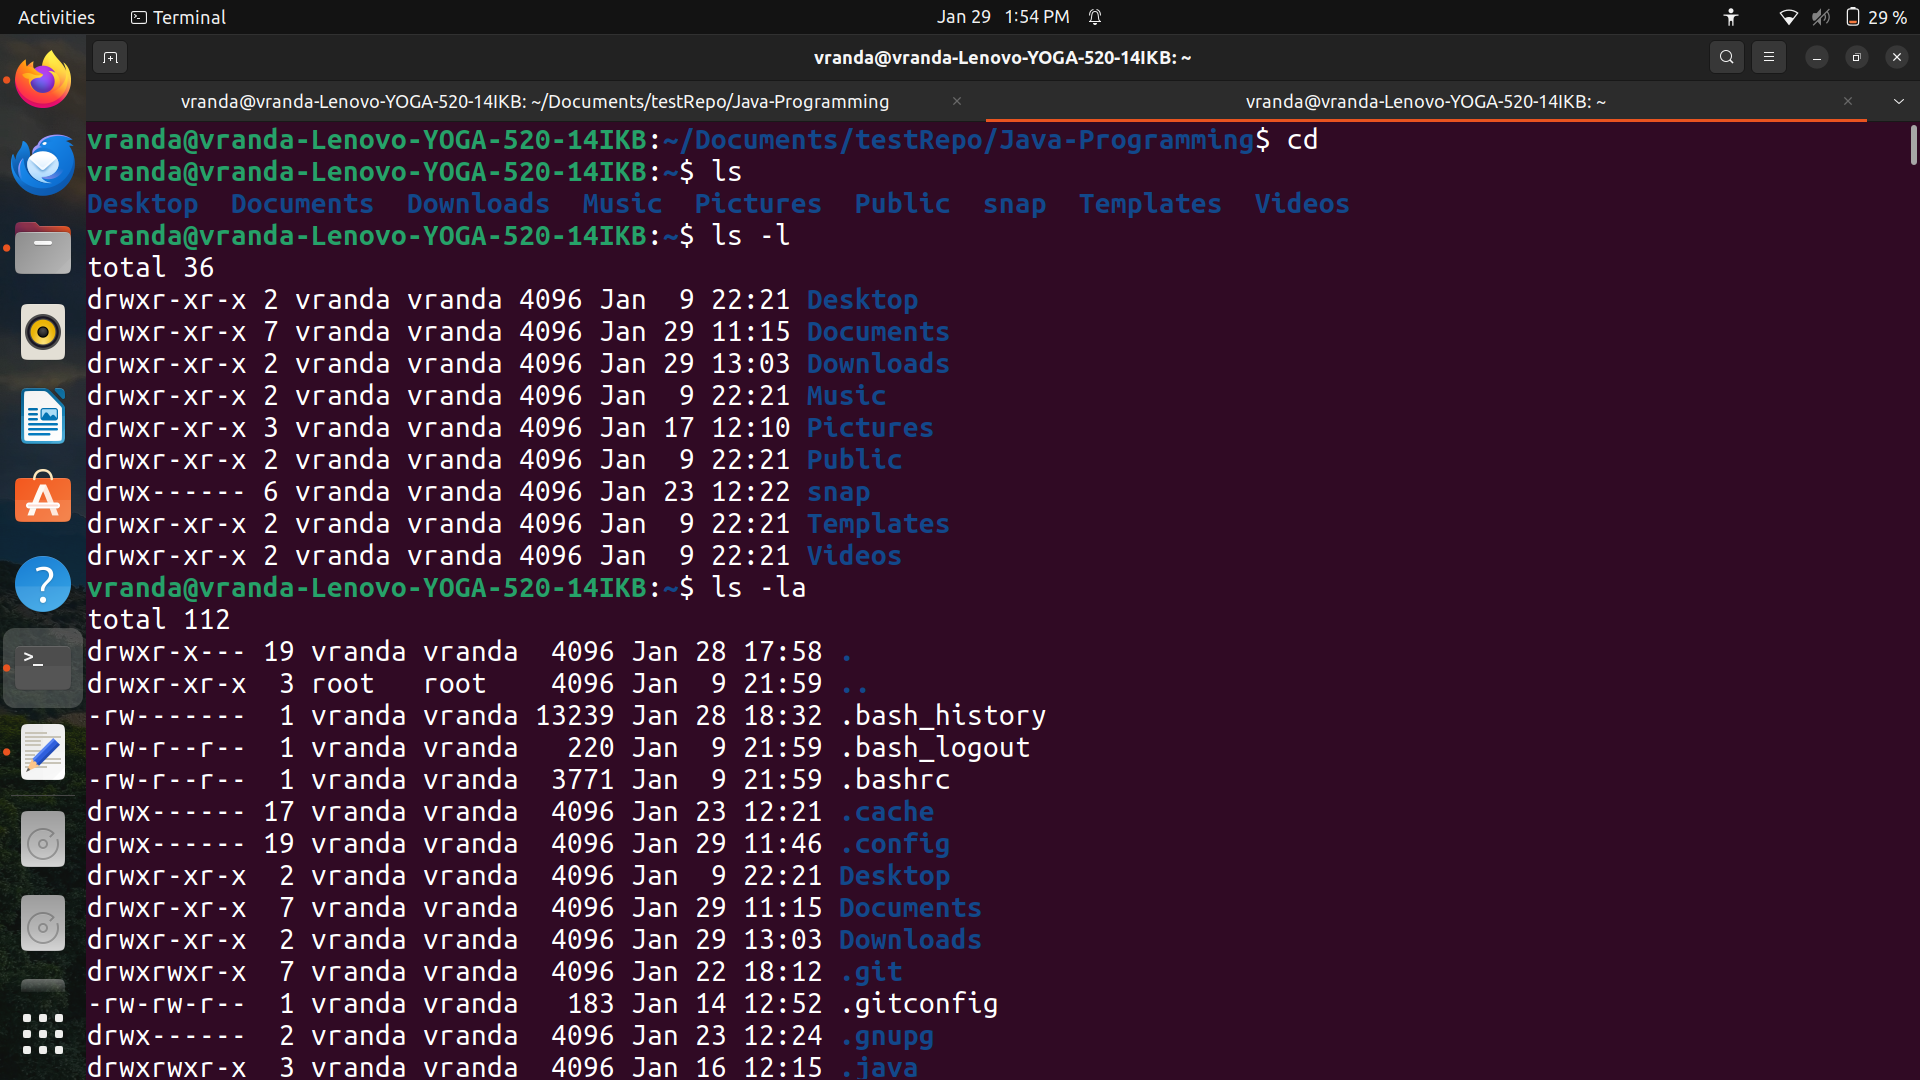 Activities Terminal Jan 29 1:54 PM 29 %
vranda@vranda-Lenovo-YOGA-520-14IKB: ~
vranda@vranda-Lenovo-YOGA-520-14IKB: ~/Documents/testRepo/Java-Programming vranda@vranda-Lenovo-YOGA-520-14IKB: ~
vranda@vranda-Lenovo-YOGA-520-14IKB:~/Documents/testRepo/Java-Programming$ cd
vranda@vranda-Lenovo-YOGA-520-14IKB:~$ ls
Desktop  Documents  Downloads  Music  Pictures  Public  snap  Templates  Videos
vranda@vranda-Lenovo-YOGA-520-14IKB:~$ ls -l
total 36
drwxr-xr-x 2 vranda vranda 4096 Jan  9 22:21 Desktop
drwxr-xr-x 7 vranda vranda 4096 Jan 29 11:15 Documents
drwxr-xr-x 2 vranda vranda 4096 Jan 29 13:03 Downloads
drwxr-xr-x 2 vranda vranda 4096 Jan  9 22:21 Music
drwxr-xr-x 3 vranda vranda 4096 Jan 17 12:10 Pictures
drwxr-xr-x 2 vranda vranda 4096 Jan  9 22:21 Public
drwx------ 6 vranda vranda 4096 Jan 23 12:22 snap
drwxr-xr-x 2 vranda vranda 4096 Jan  9 22:21 Templates
drwxr-xr-x 2 vranda vranda 4096 Jan  9 22:21 Videos
vranda@vranda-Lenovo-YOGA-520-14IKB:~$ ls -la
total 112
drwxr-x--- 19 vranda vranda  4096 Jan 28 17:58 .
drwxr-xr-x  3 root   root    4096 Jan  9 21:59 ..
-rw-------  1 vranda vranda 13239 Jan 28 18:32 .bash_history
-rw-r--r--  1 vranda vranda   220 Jan  9 21:59 .bash_logout
-rw-r--r--  1 vranda vranda  3771 Jan  9 21:59 .bashrc
drwx------ 17 vranda vranda  4096 Jan 23 12:21 .cache
drwx------ 19 vranda vranda  4096 Jan 29 11:46 .config
drwxr-xr-x  2 vranda vranda  4096 Jan  9 22:21 Desktop
drwxr-xr-x  7 vranda vranda  4096 Jan 29 11:15 Documents
drwxr-xr-x  2 vranda vranda  4096 Jan 29 13:03 Downloads
drwxrwxr-x  7 vranda vranda  4096 Jan 22 18:12 .git
-rw-rw-r--  1 vranda vranda   183 Jan 14 12:52 .gitconfig
drwx------  2 vranda vranda  4096 Jan 23 12:24 .gnupg
drwxrwxr-x  3 vranda vranda  4096 Jan 16 12:15 .java